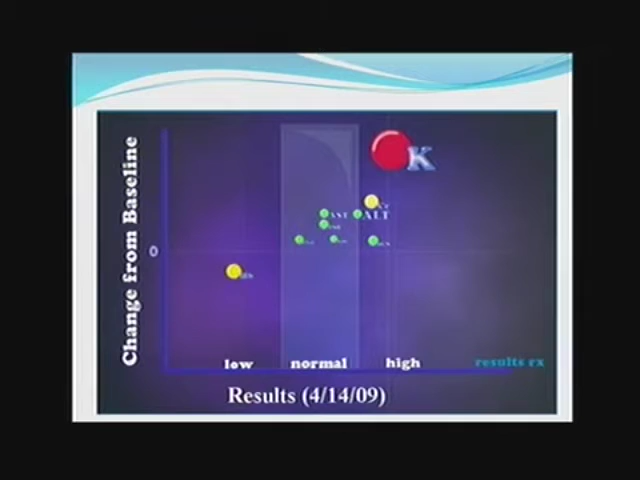 Change from Baseline
K
AST
ALT
0
low normal high
results rx
Results (4/14/09)